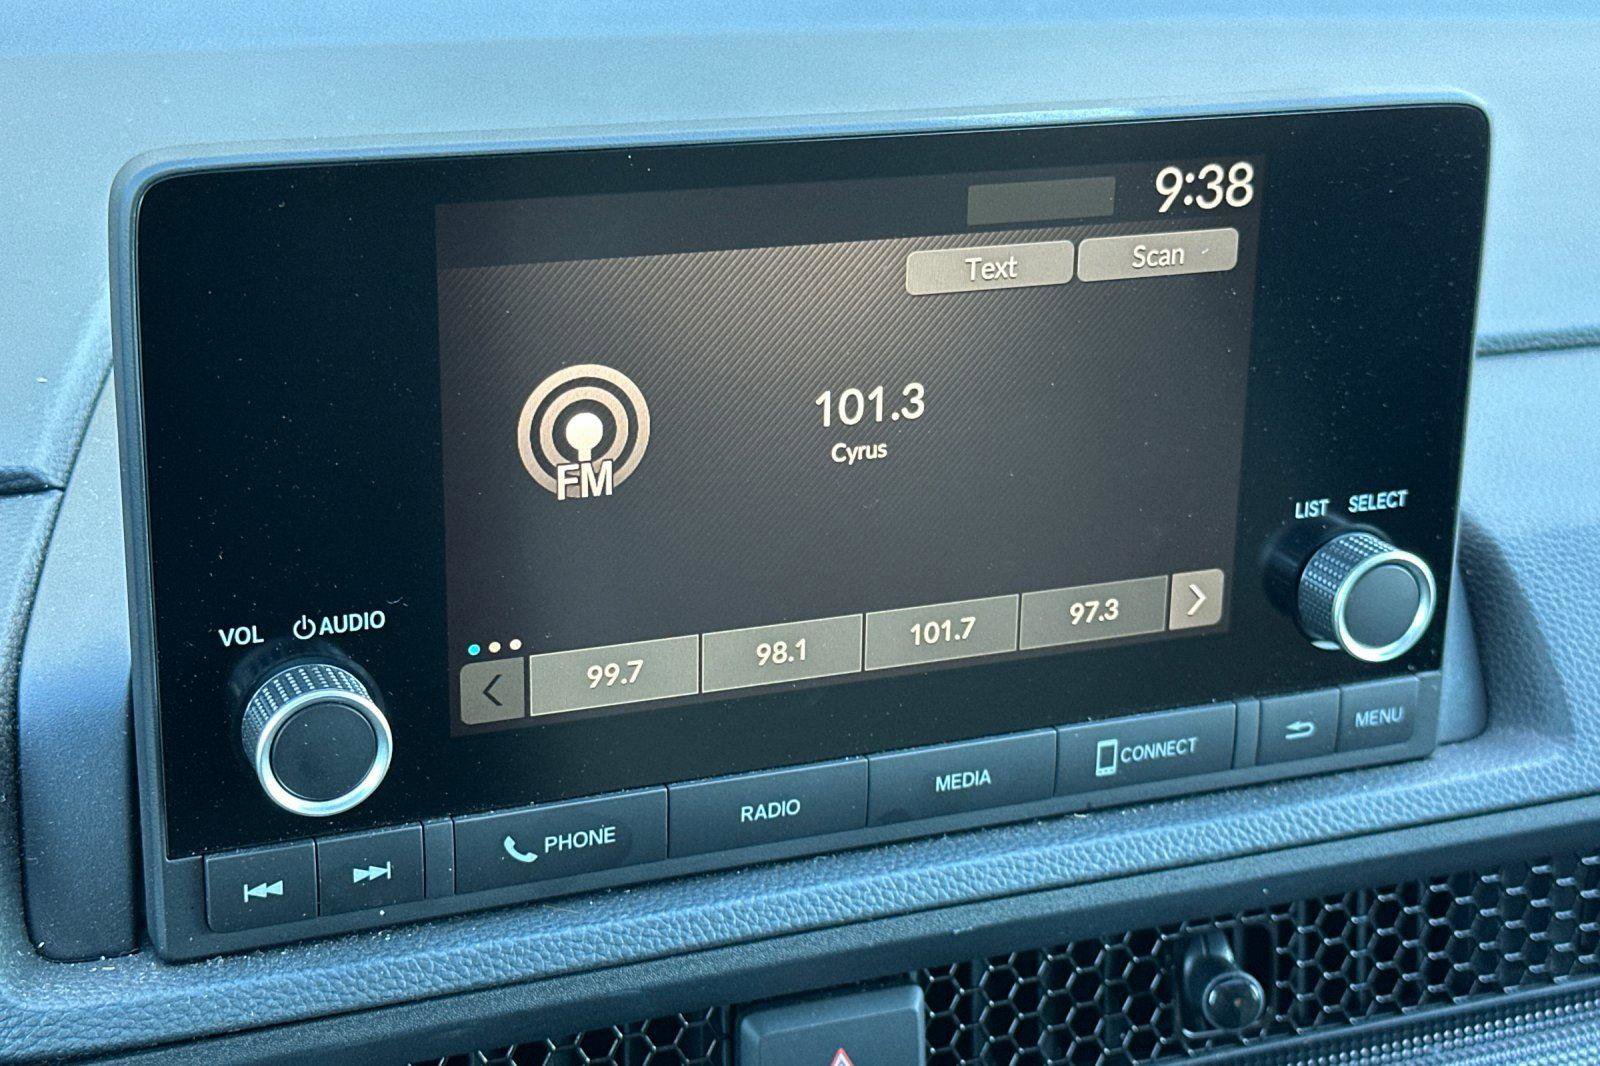 9:38
Text Scan
101.3
Cyrus
FM
LIST SELECT
VOL AUDIO
99.7 98.1 101.7 97.3
PHONE RADIO MEDIA CONNECT MENU